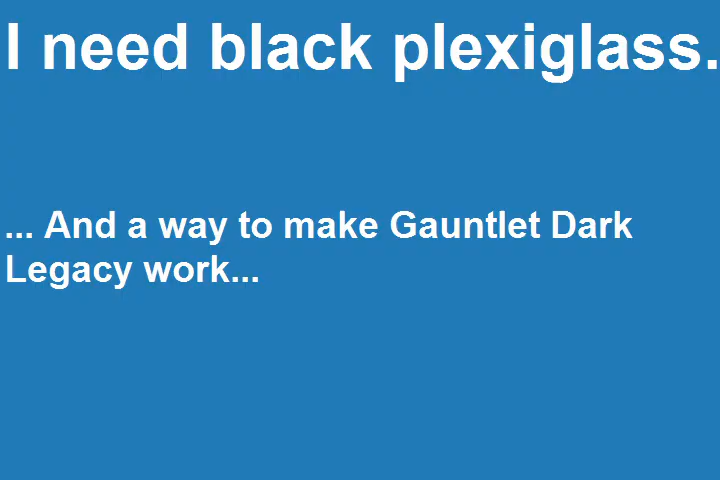 I need black plexiglass.
... And a way to make Gauntlet Dark
Legacy work...